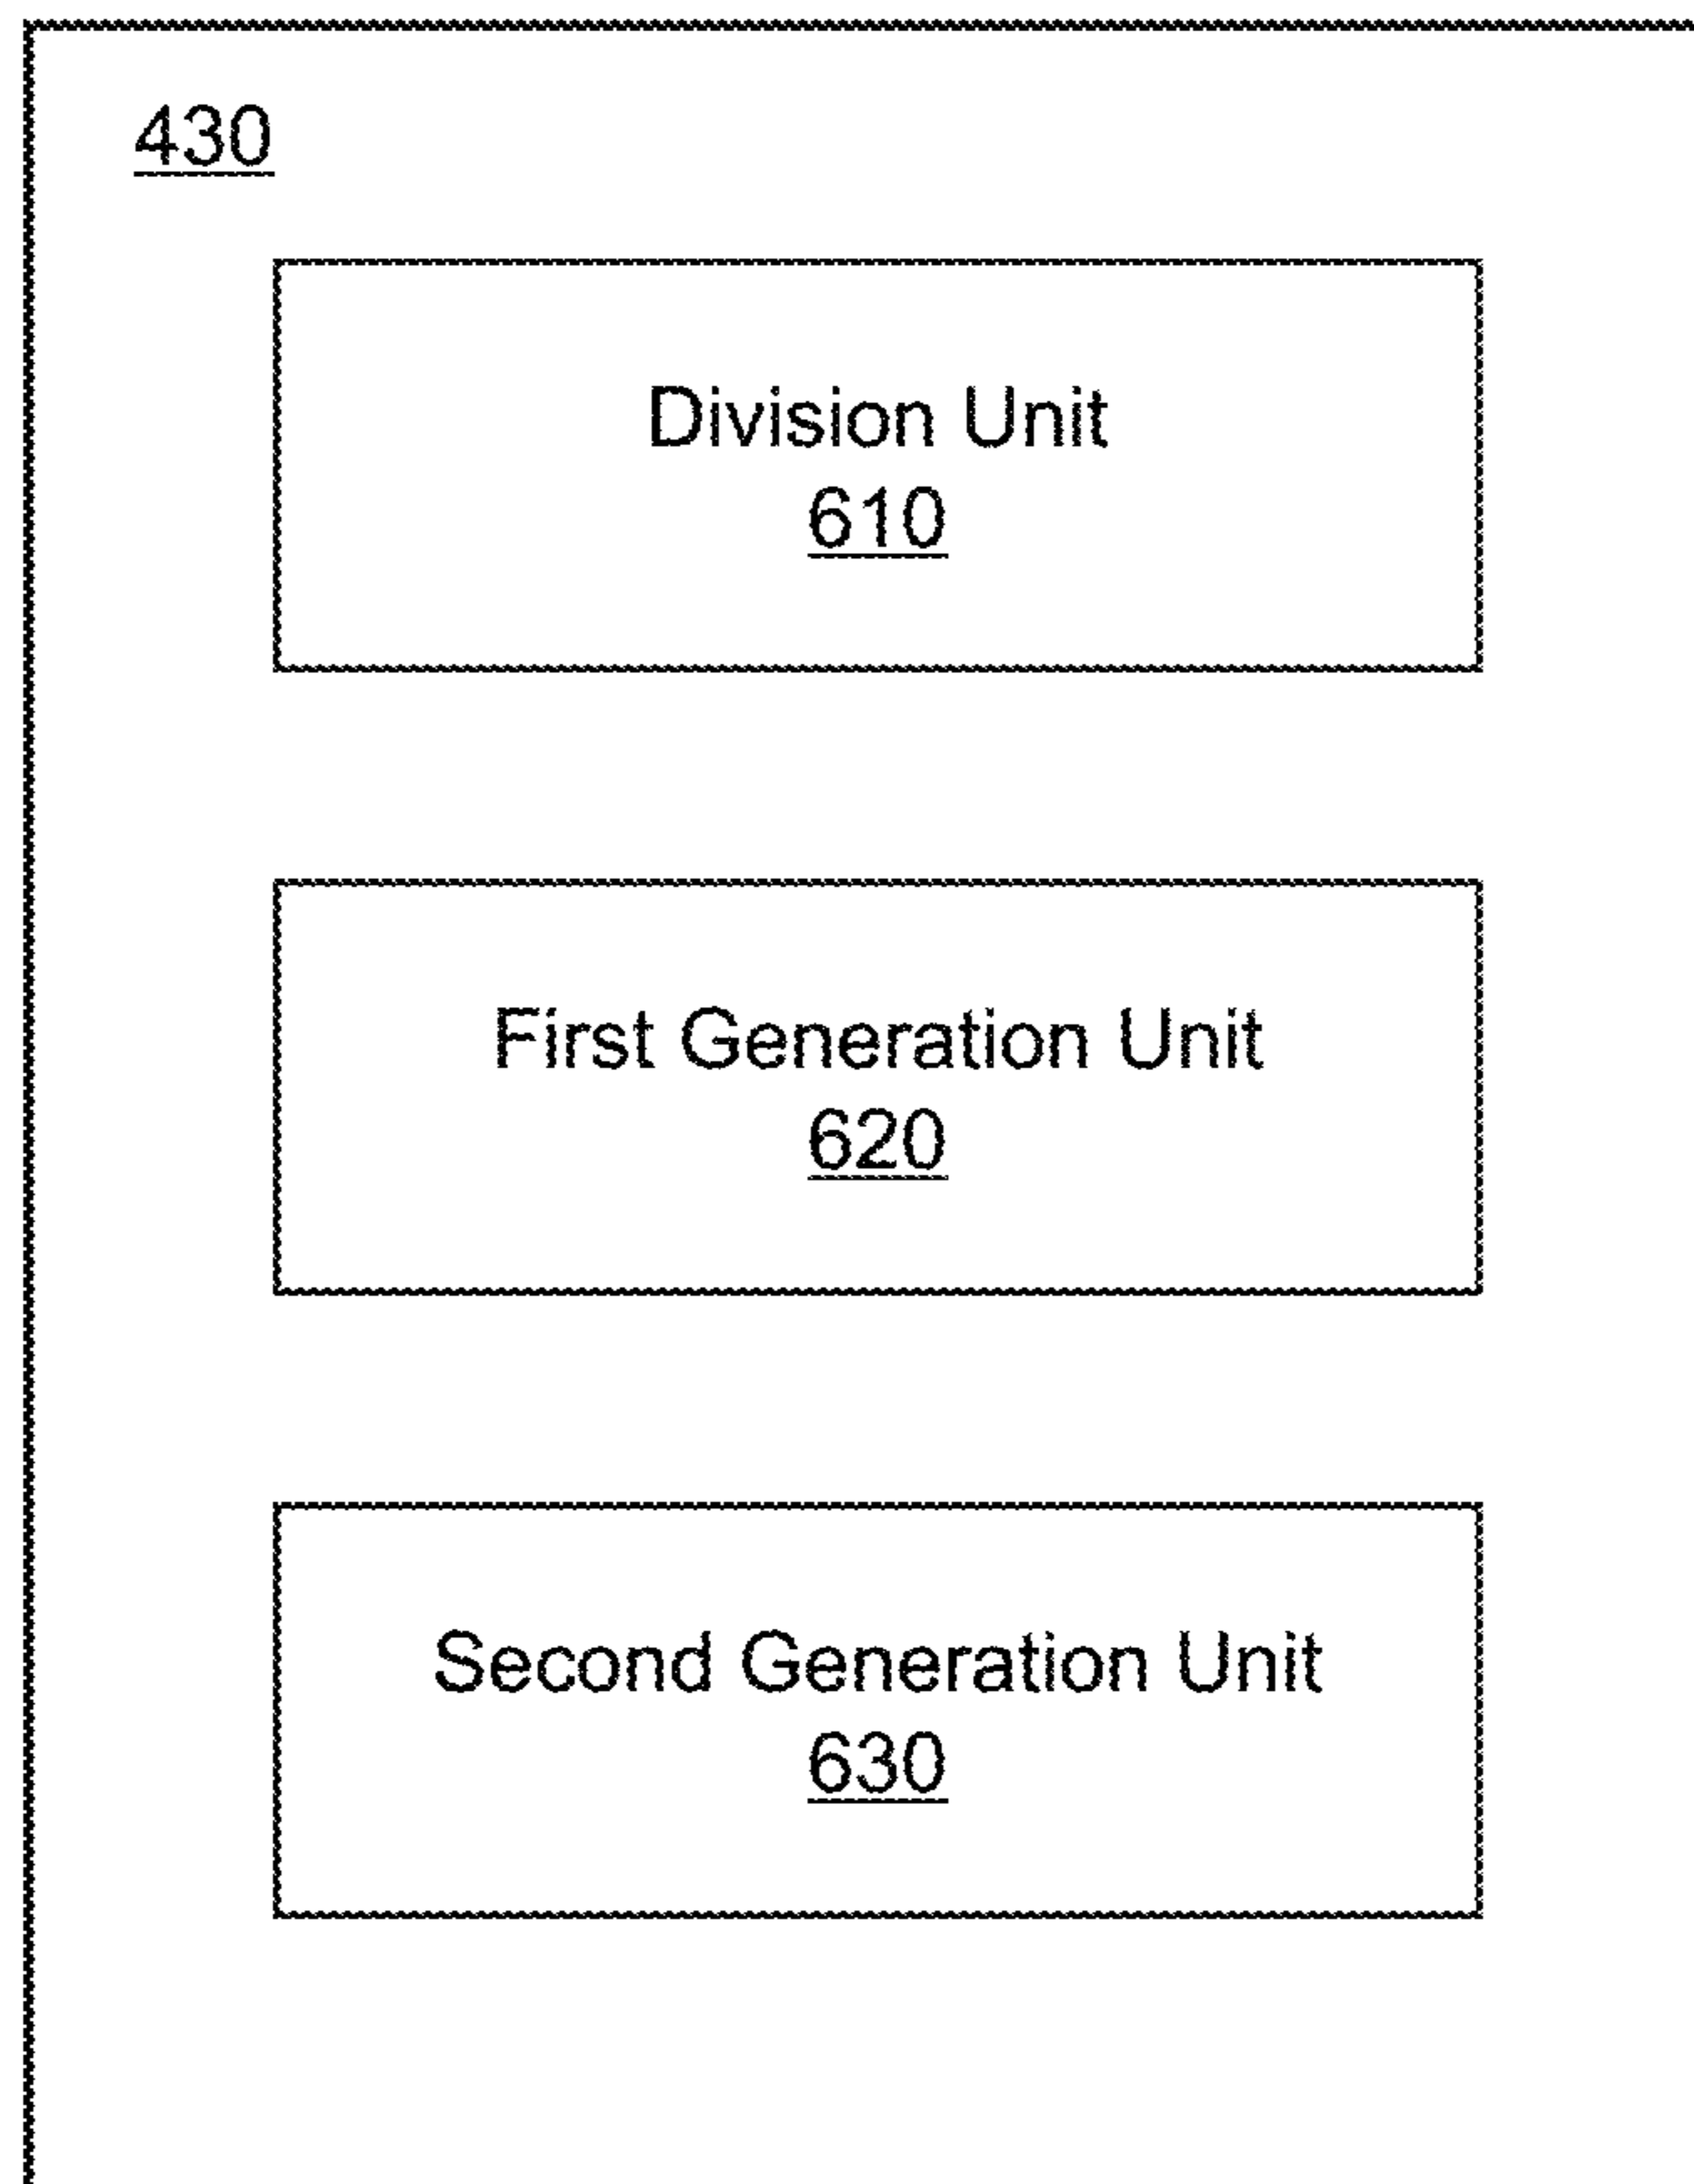 430
Division Unit
610
First Generation Unit
620
Second Generation Unit
630